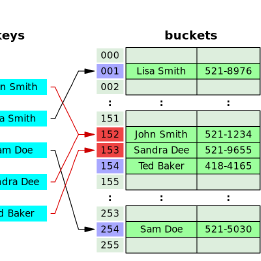 keys buckets
000
001 Lisa Smith 521-8976
n Smith 002
: : :
a Smith 151
152 John Smith 521-1234
m Doe 153 Sandra Dee 521-9655
154 Ted Baker 418-4165
dra Dee 155
: : :
d Baker 253
254 Sam Doe 521-5030
255